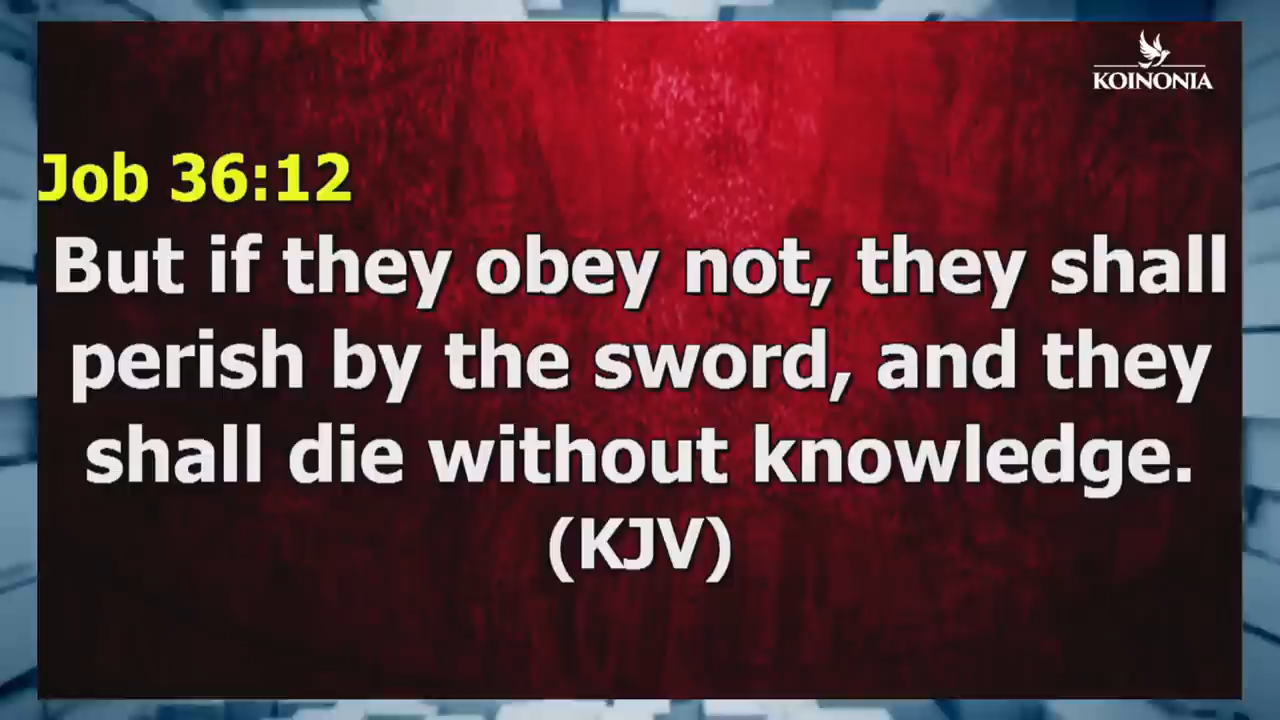 KOINONIA
Job 36:12
But if they obey not, they shall
perish by the sword, and they
shall die without knowledge.
(KJV)